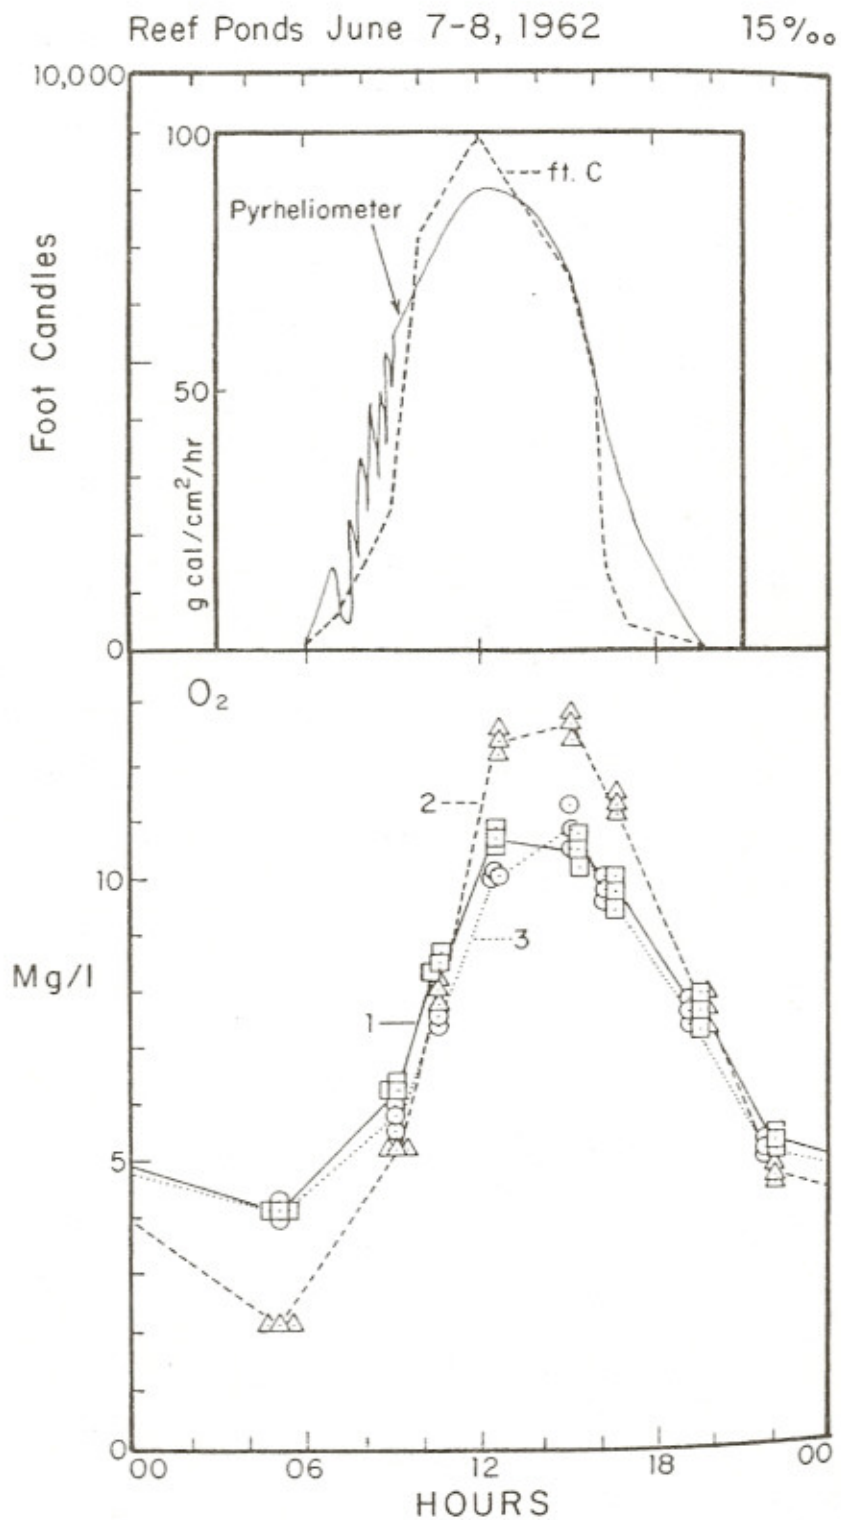 Reef Ponds June 7-8, 1962 15‰
10,000
100
ft. C
Pyrheliometer
Foot Candles
50
g cal/cm²/hr
0
O₂
2
10
3
Mg/l
1
5
0
00 06 12 18 00
HOURS